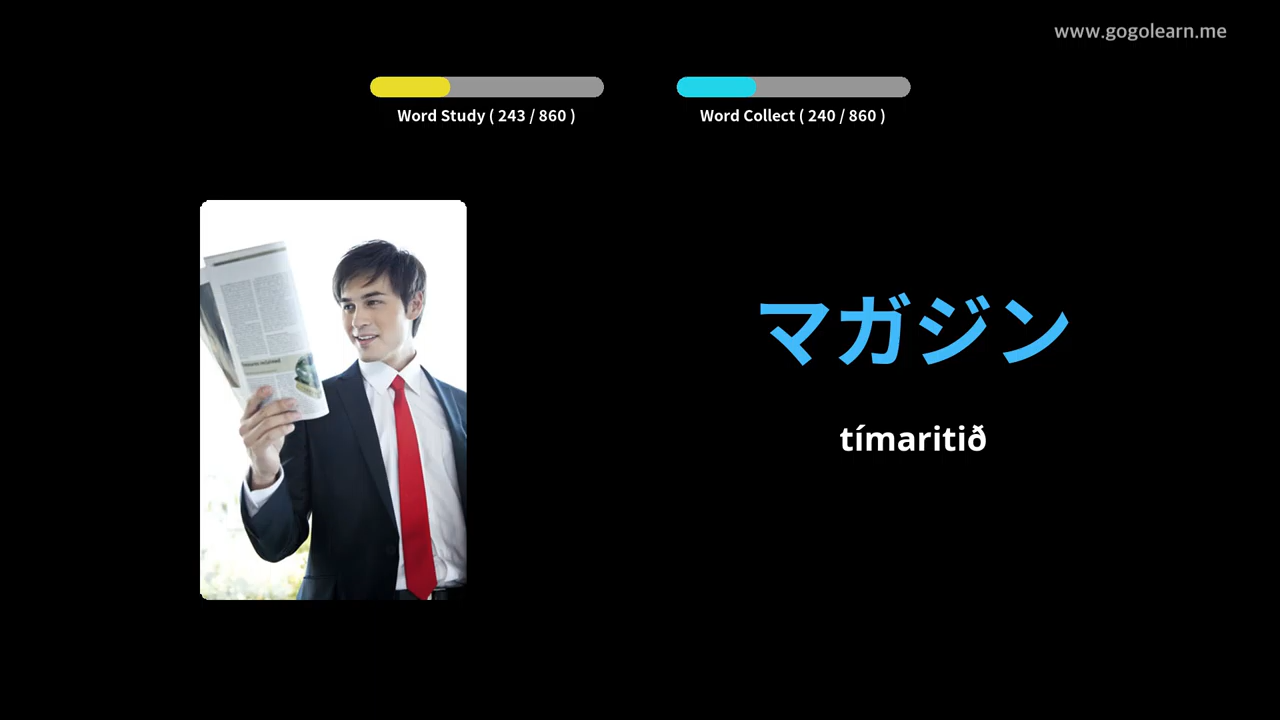 www.gogolearn.me
Word Study ( 243 / 860 )
Word Collect ( 240 / 860 )
マガジン
tímaritið